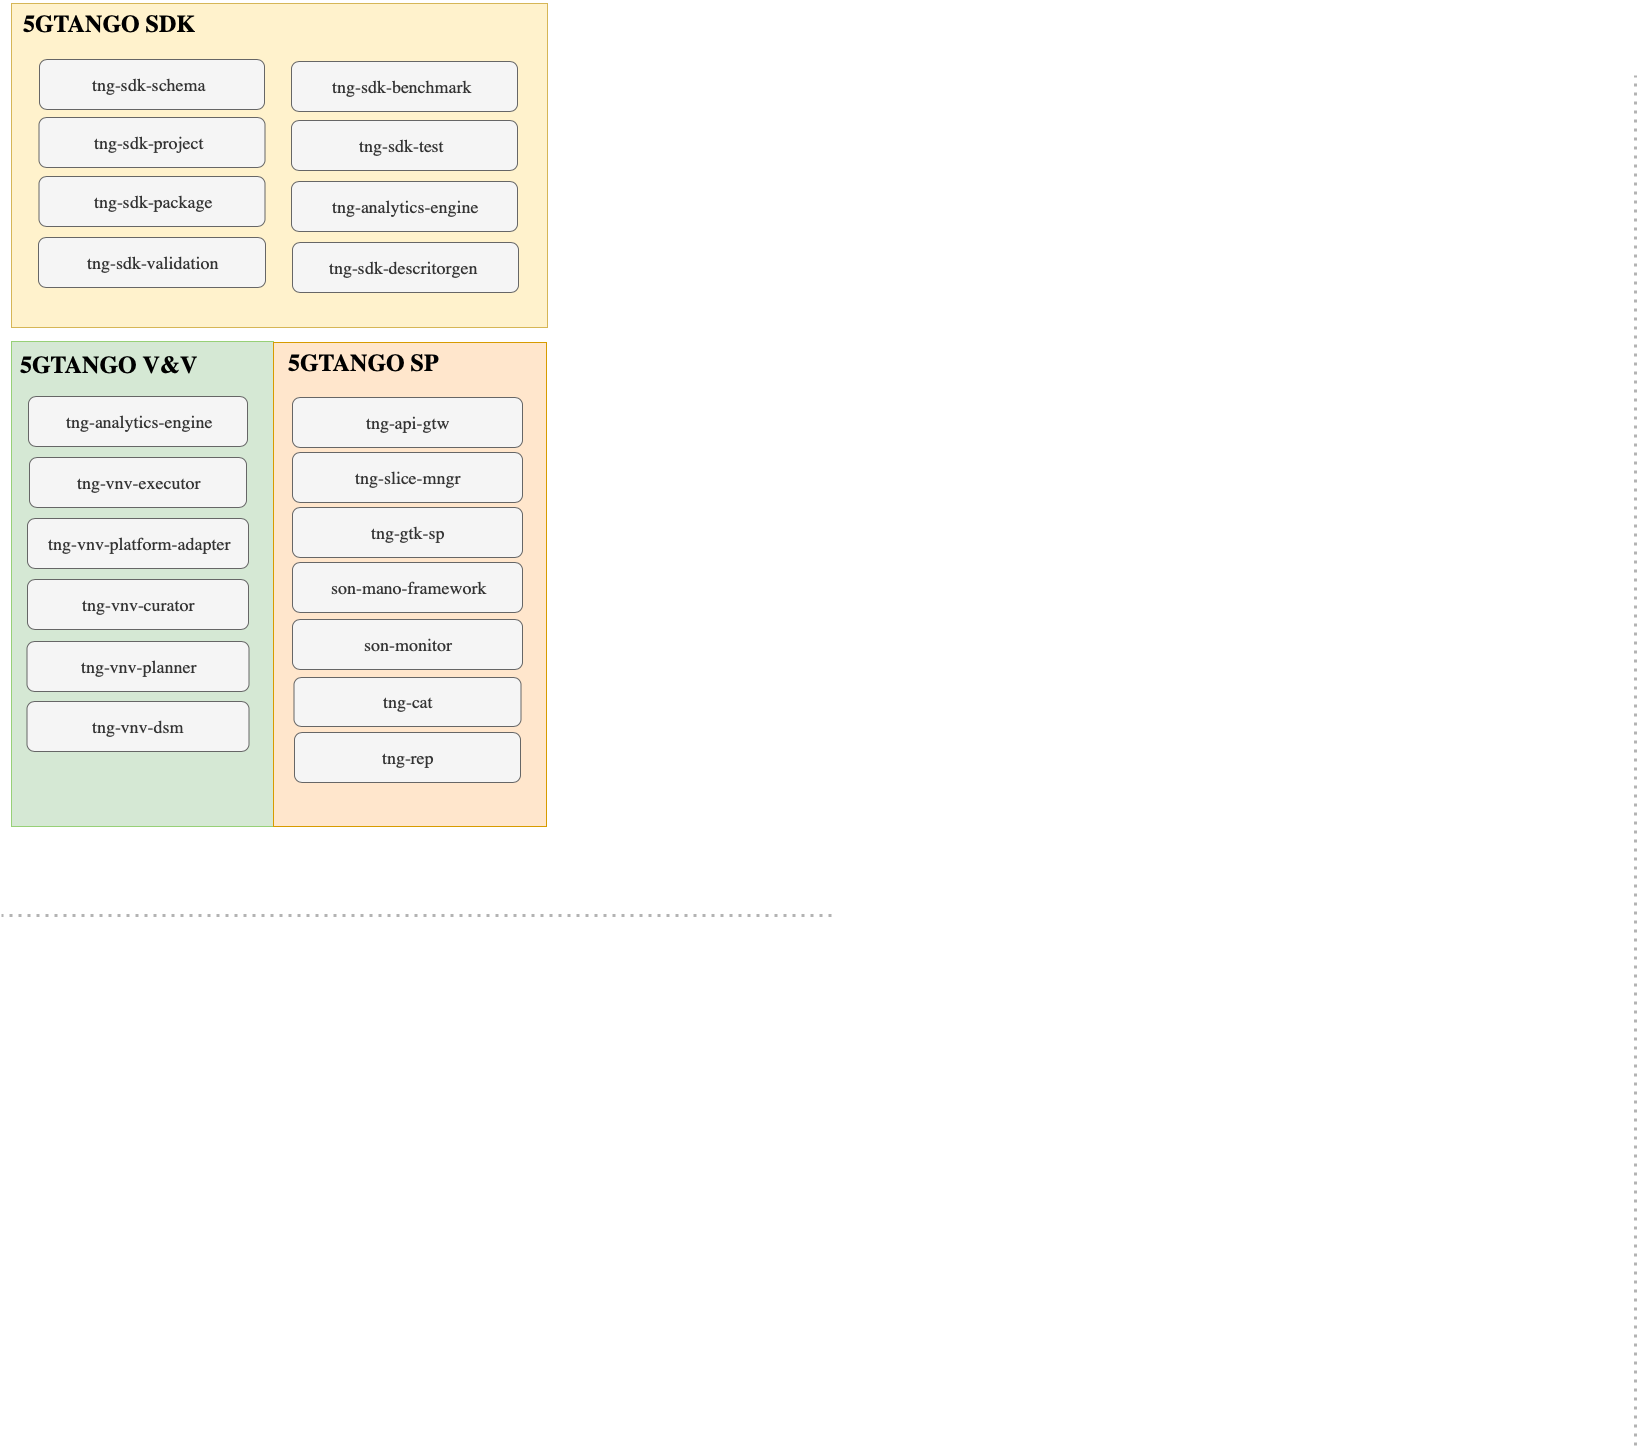 5GTANGO SDK
tng-sdk-schema
tng-sdk-project
tng-sdk-package
tng-sdk-validation
tng-sdk-benchmark
tng-sdk-test
tng-analytics-engine
tng-sdk-descritorgen
5GTANGO V&V
tng-analytics-engine
tng-vnv-executor
tng-vnv-platform-adapter
tng-vnv-curator
tng-vnv-planner
tng-vnv-dsm
5GTANGO SP
tng-api-gtw
tng-slice-mngr
tng-gtk-sp
son-mano-framework
son-monitor
tng-cat
tng-rep